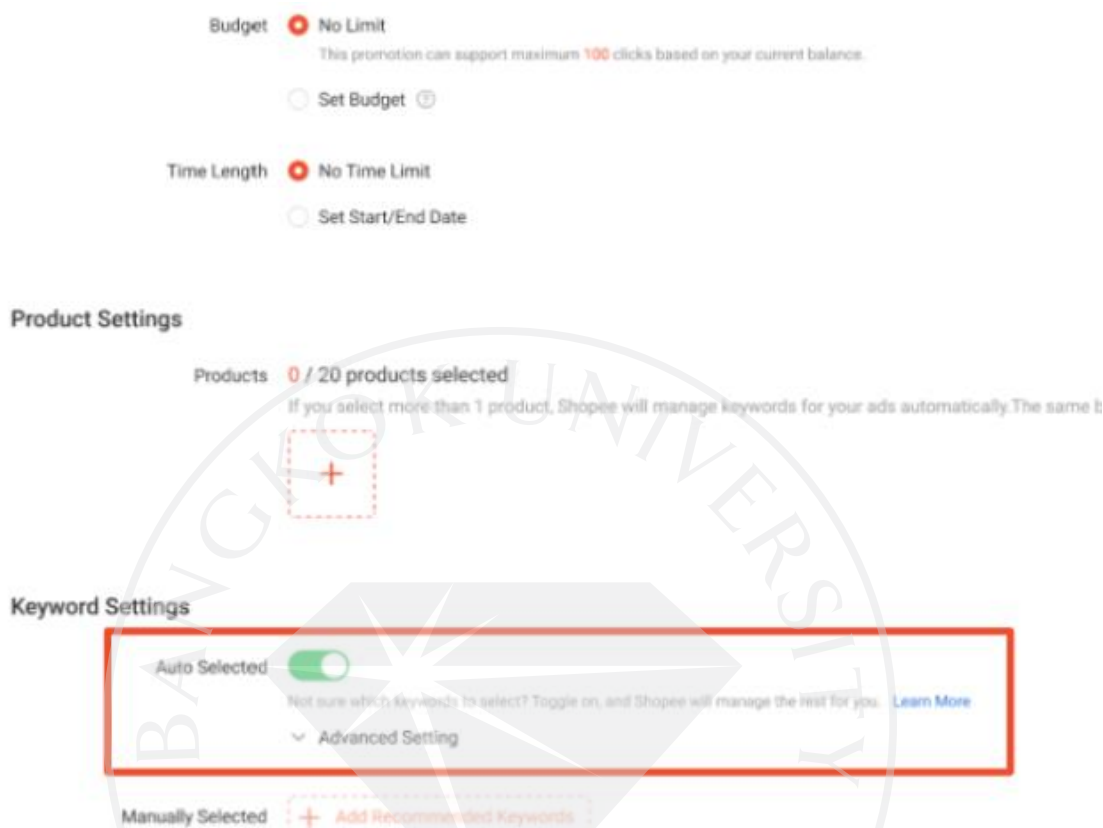 Budget No Limit
This promotion can support maximum 100 clicks based on your current balance.
Set Budget ?
Time Length No Time Limit
Set Start/End Date
Product Settings
Products 0 / 20 products selected
If you select more than 1 product, Shopee will manage keywords for your ads automatically.The same b
+
Keyword Settings
Auto Selected
Not sure which keywords to select? Toggle on, and Shopee will manage the rest for you. Learn More
Advanced Setting
Manually Selected + Add Recommended Keywords
BANGKOK UNIVERSITY